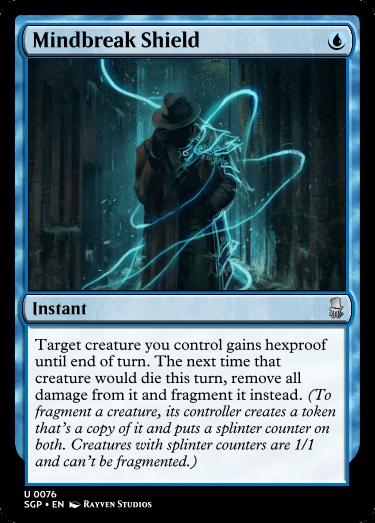 Mindbreak Shield
Instant
Target creature you control gains hexproof
until end of turn. The next time that
creature would die this turn, remove all
damage from it and fragment it instead. (To
fragment a creature, its controller creates a token
that's a copy of it and puts a splinter counter on
both. Creatures with splinter counters are 1/1
and can't be fragmented.)
U 0076
SGP • EN Rayven Studios